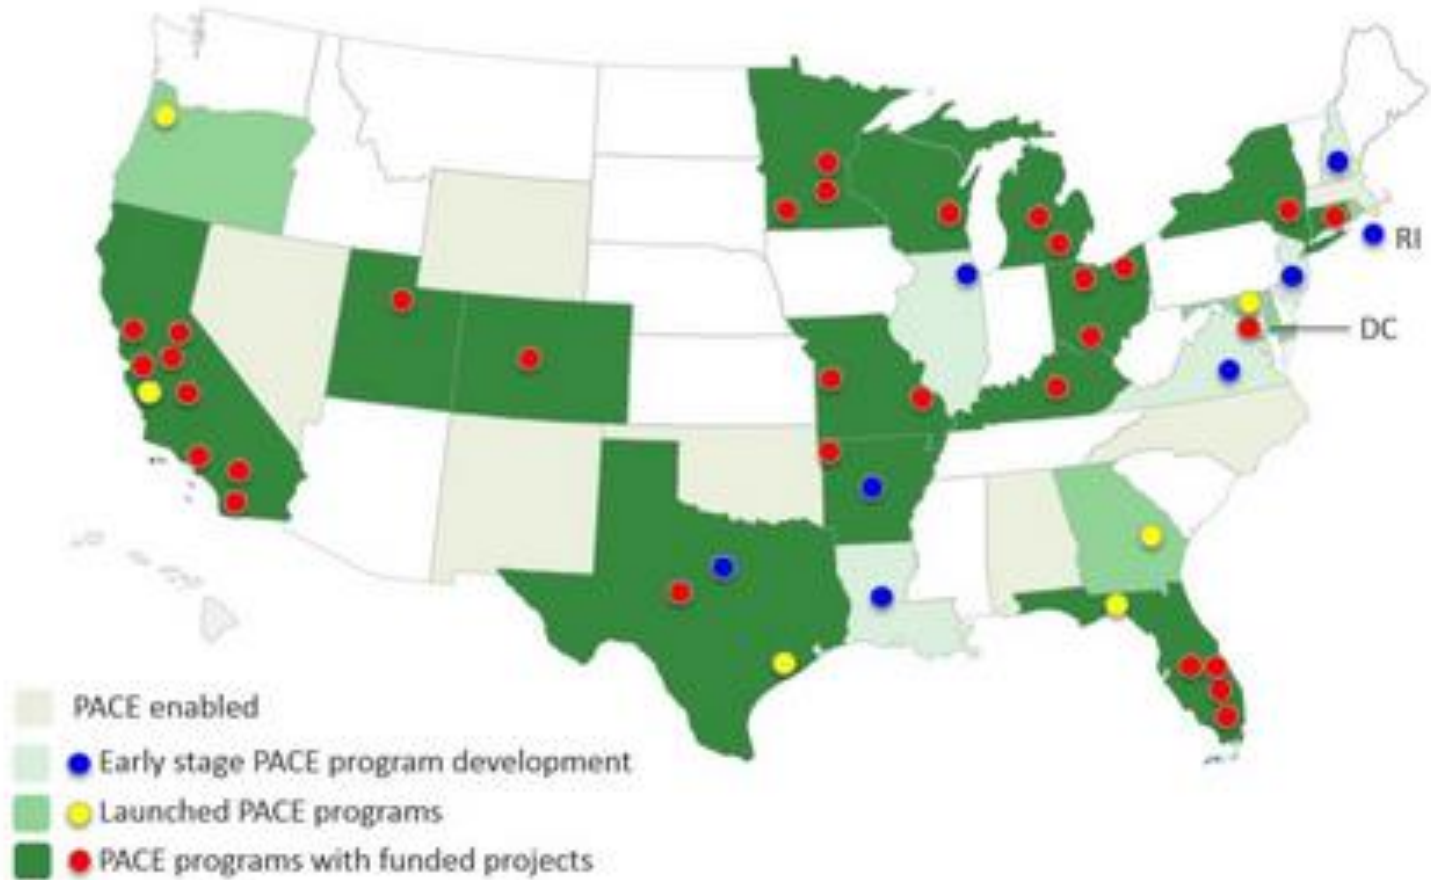 RI
DC
PACE enabled
Early stage PACE program development
Launched PACE programs
PACE programs with funded projects